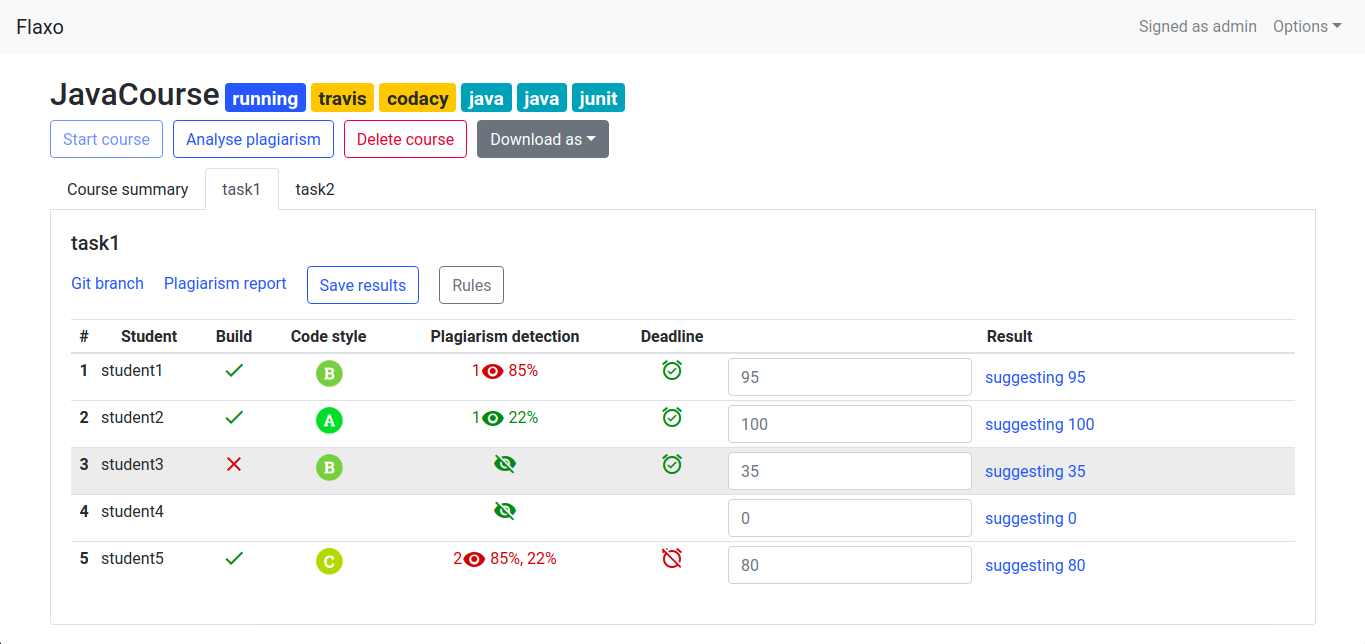 Flaxo Signed as admin Options
JavaCourse running travis codacy java java junit
Start course Analyse plagiarism Delete course Download as
Course summary task1 task2
task1
Git branch Plagiarism report Save results Rules
# Student Build Code style Plagiarism detection Deadline Result
1 student1 B 1 85% 95 suggesting 95
2 student2 A 1 22% 100 suggesting 100
3 student3 B 35 suggesting 35
4 student4 0 suggesting 0
5 student5 C 2 85%, 22% 80 suggesting 80